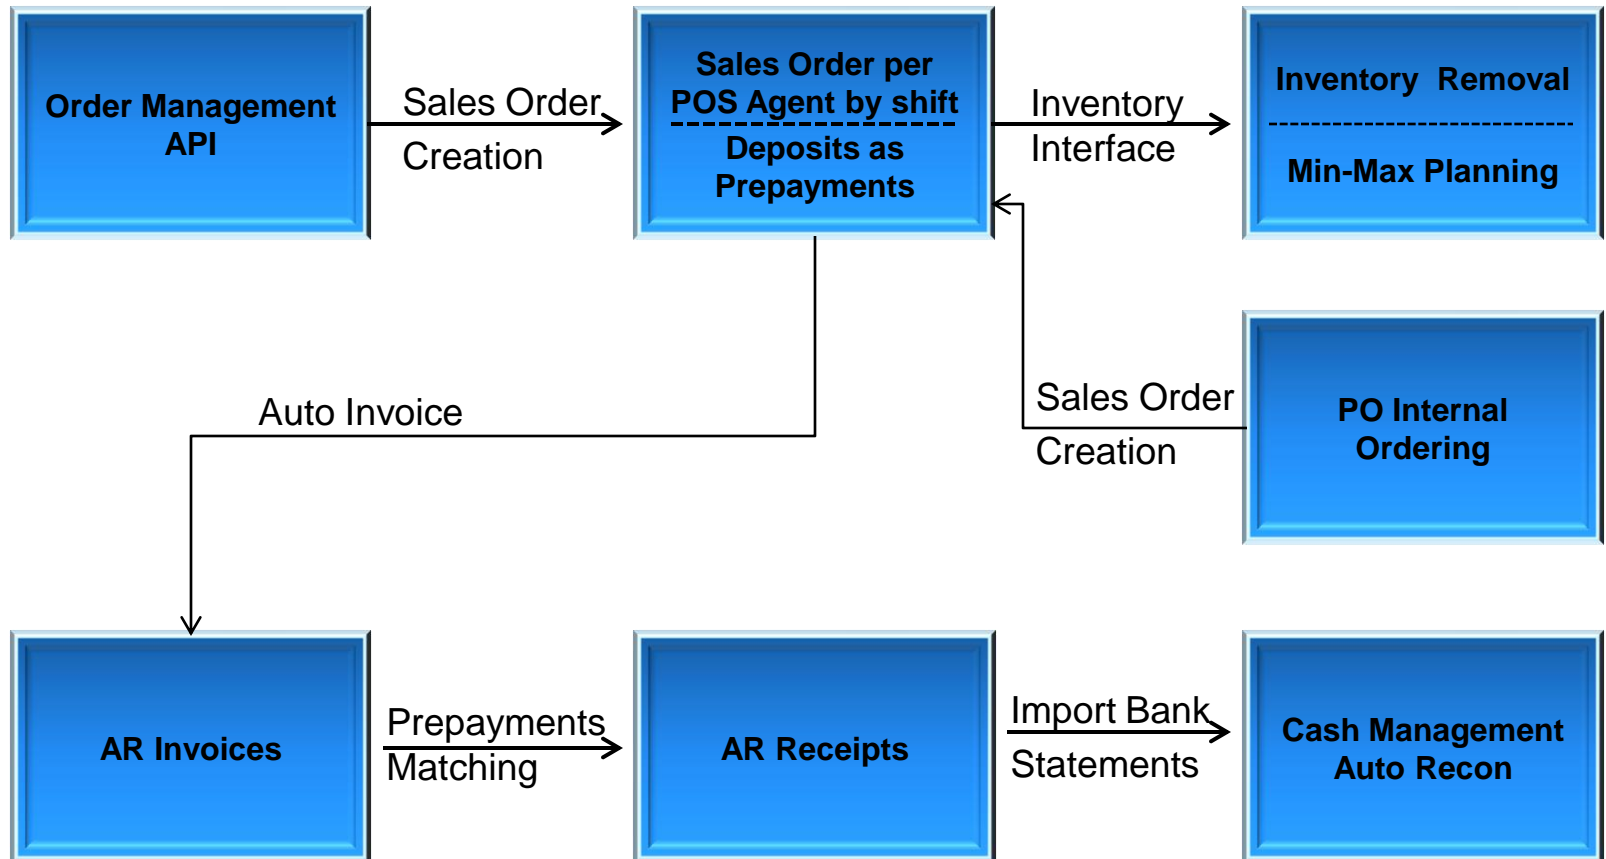 Order Management
API
Sales Order
Creation
Sales Order per
POS Agent by shift
Deposits as
Prepayments
Inventory
Interface
Inventory Removal
Min-Max Planning
Auto Invoice
Sales Order
Creation
PO Internal
Ordering
AR Invoices
Prepayments
Matching
AR Receipts
Import Bank
Statements
Cash Management
Auto Recon